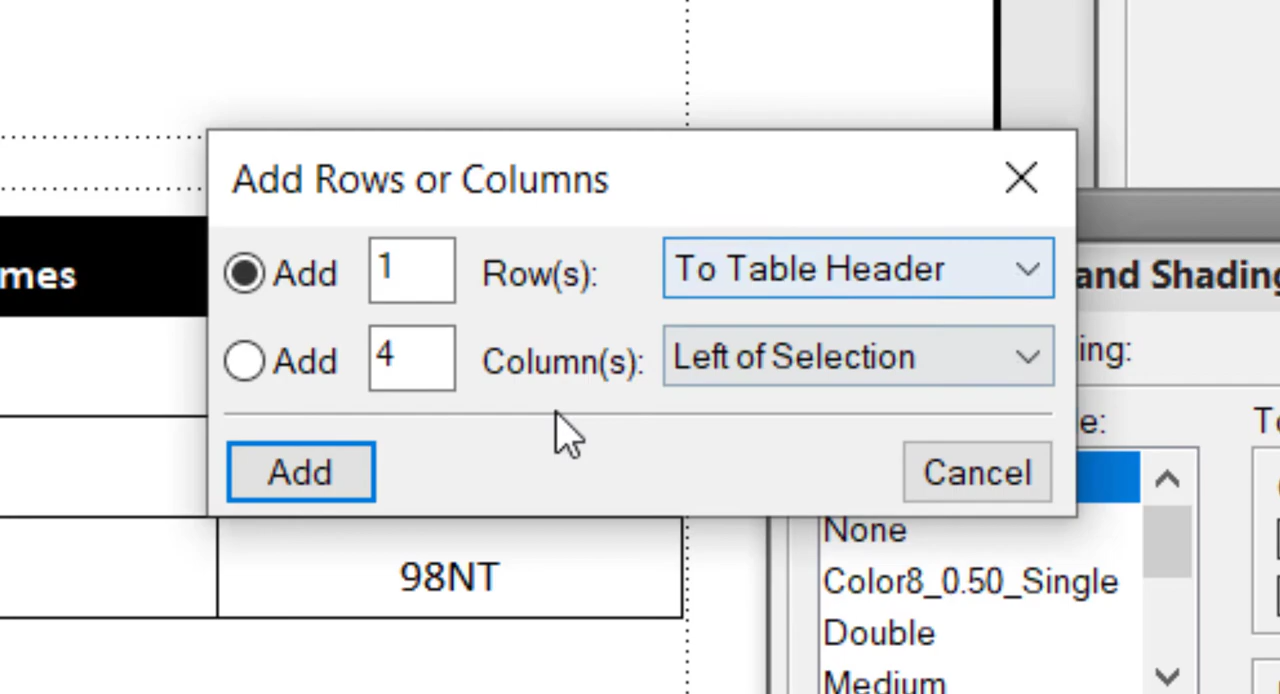 Add Rows or Columns
mes
Add 1 Row(s): To Table Header
and Shading
Add 4 Column(s): Left of Selection
ing:
e:
To
Add
Cancel
None
98NT
Color8_0.50_Single
Double
Medium